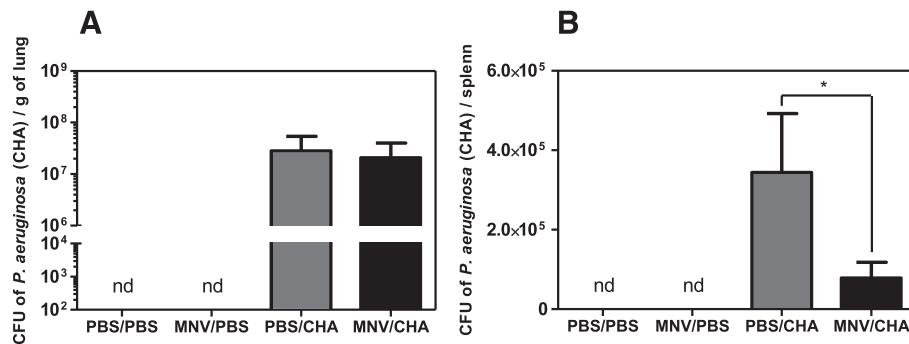 A
CFU of P. aeruginosa (CHA) / g of lung
10⁹
10⁸
10⁷
10⁶
10⁴
10³
10²
nd
nd
PBS/PBS MNV/PBS PBS/CHA MNV/CHA
B
CFU of P. aeruginosa (CHA) / splenn
6.0×10⁵
4.0×10⁵
2.0×10⁵
0
*
nd
nd
PBS/PBS MNV/PBS PBS/CHA MNV/CHA